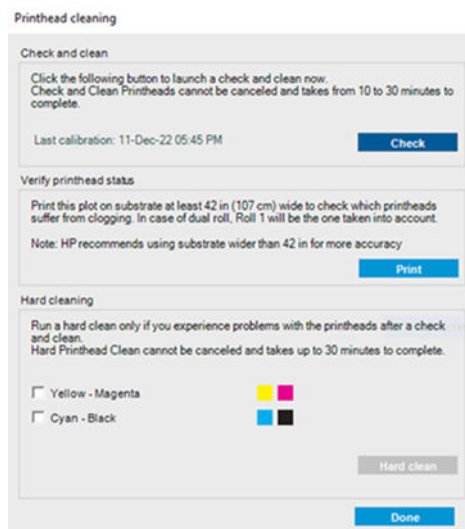 Printhead cleaning
Check and clean
Click the following button to launch a check and clean now.
Check and Clean Printheads cannot be canceled and takes from 10 to 30 minutes to
complete.
Last calibration: 11-Dec-22 05:45 PM
Check
Verify printhead status
Print this plot on substrate at least 42 in (107 cm) wide to check which printheads
suffer from clogging. In case of dual roll, Roll 1 will be the one taken into account.
Note: HP recommends using substrate wider than 42 in for more accuracy
Print
Hard cleaning
Run a hard clean only if you experience problems with the printheads after a check
and clean.
Hard Printhead Clean cannot be canceled and takes up to 30 minutes to complete.
Yellow - Magenta
Cyan - Black
Hard clean
Done